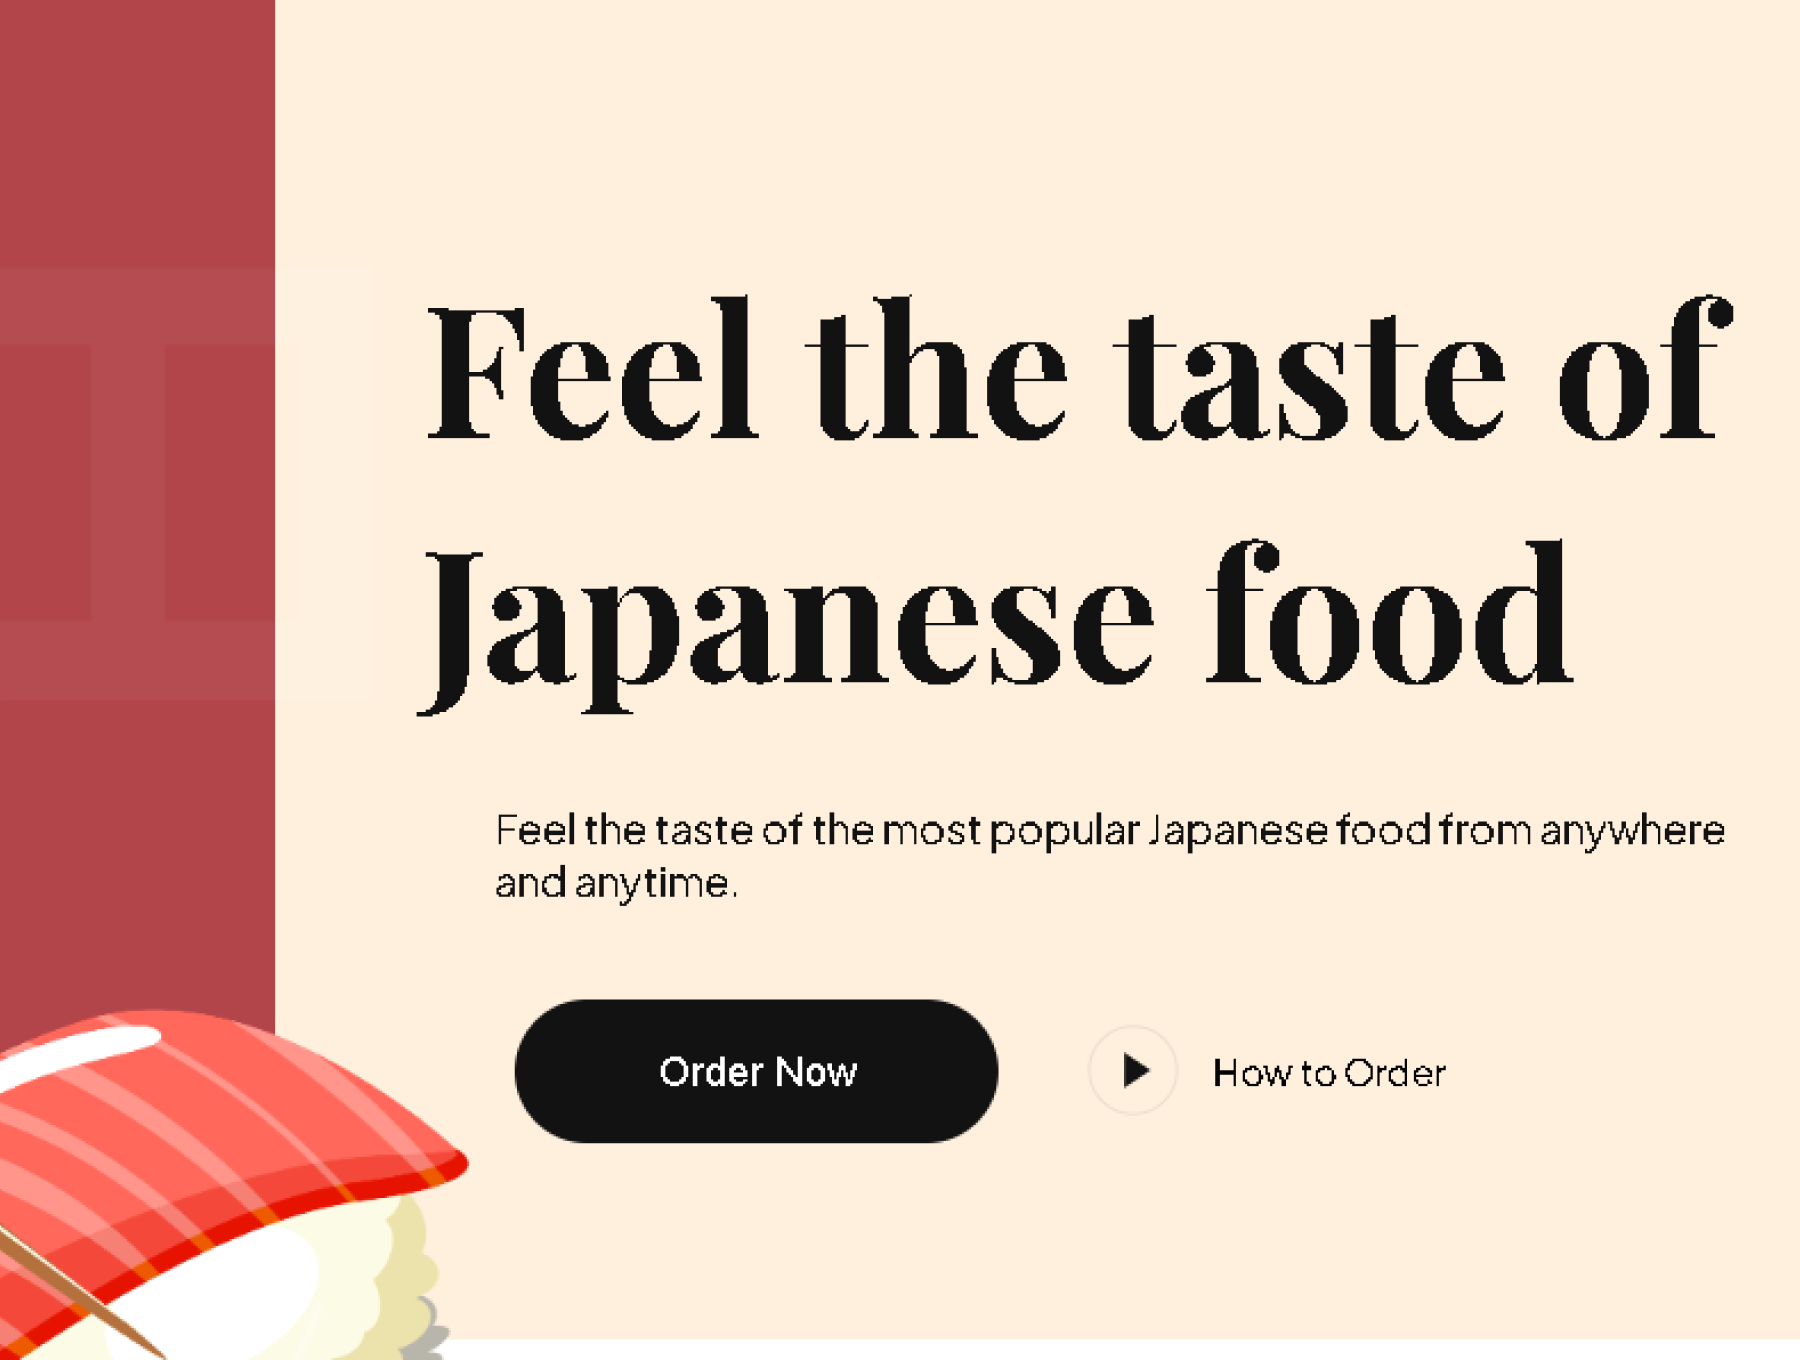 Feel the taste of
Japanese food
Feel the taste of the most popular Japanese food from anywhere
and anytime.
Order Now
How to Order